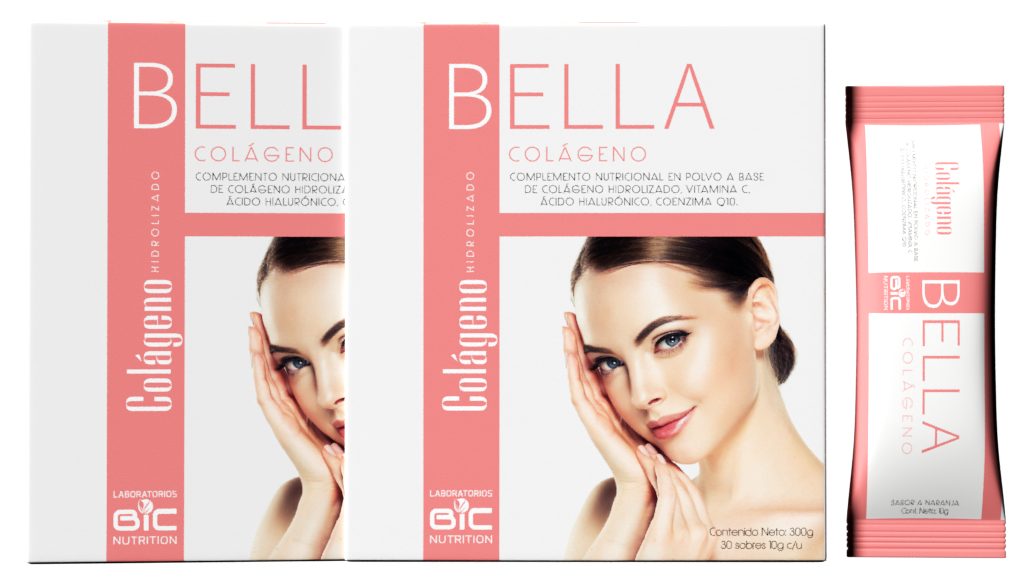 BELL
COLÁGENO
COMPLEMENTO NUTRICIONA
DE COLÁGENO HIDROLIZA
ÁCIDO HIALURÓNICO,
Colágeno HIDROLIZADO
LABORATORIOS
BiC
NUTRITION
BELLA
COLÁGENO
COMPLEMENTO NUTRICIONAL EN POLVO A BASE
DE COLÁGENO HIDROLIZADO, VITAMINA C,
ÁCIDO HIALURÓNICO, COENZIMA Q10.
Colágeno HIDROLIZADO
LABORATORIOS
BiC
NUTRITION
Contenido Neto: 300g
30 sobres 10g c/u
Colágeno
LABORATORIOS
BiC
NUTRITION
BELLA
COLÁGENO
SABOR A NARANJA
Cont. Neto: 10g